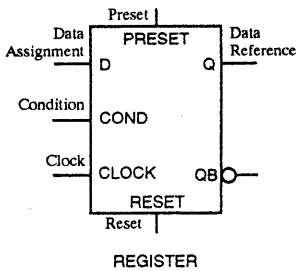 Preset
PRESET
Data Assignment
Data Reference
D
Q
Condition
COND
Clock
CLOCK
QB
RESET
Reset
REGISTER